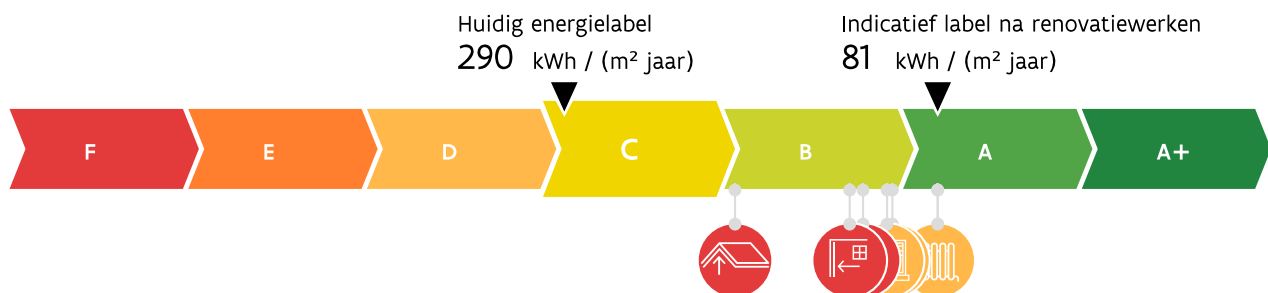 Huidig energielabel
290 kWh / (m² jaar)
Indicatief label na renovatiewerken
81 kWh / (m² jaar)
F E D C B A A+